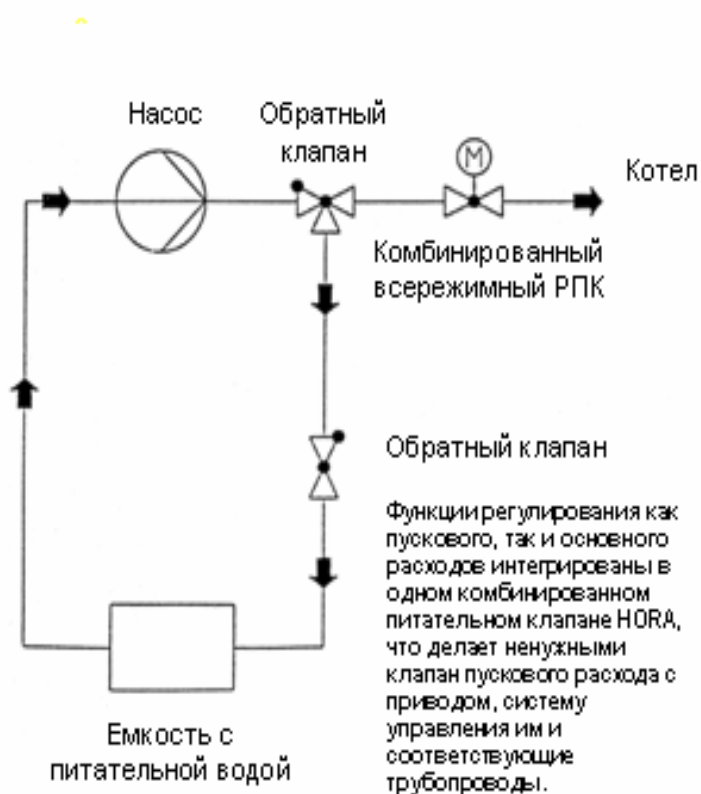 Насос
Обратный
клапан
M
Котел
Комбинированный
всережимный РПК
Обратный клапан
Функции регулирования как
пускового, так и основного
расходов интегрированы в
одном комбинированном
питательном клапане HORA,
что делает ненужными
клапан пускового расхода с
приводом, систему
управления им и
соответствующие
трубопроводы.
Емкость с
питательной водой